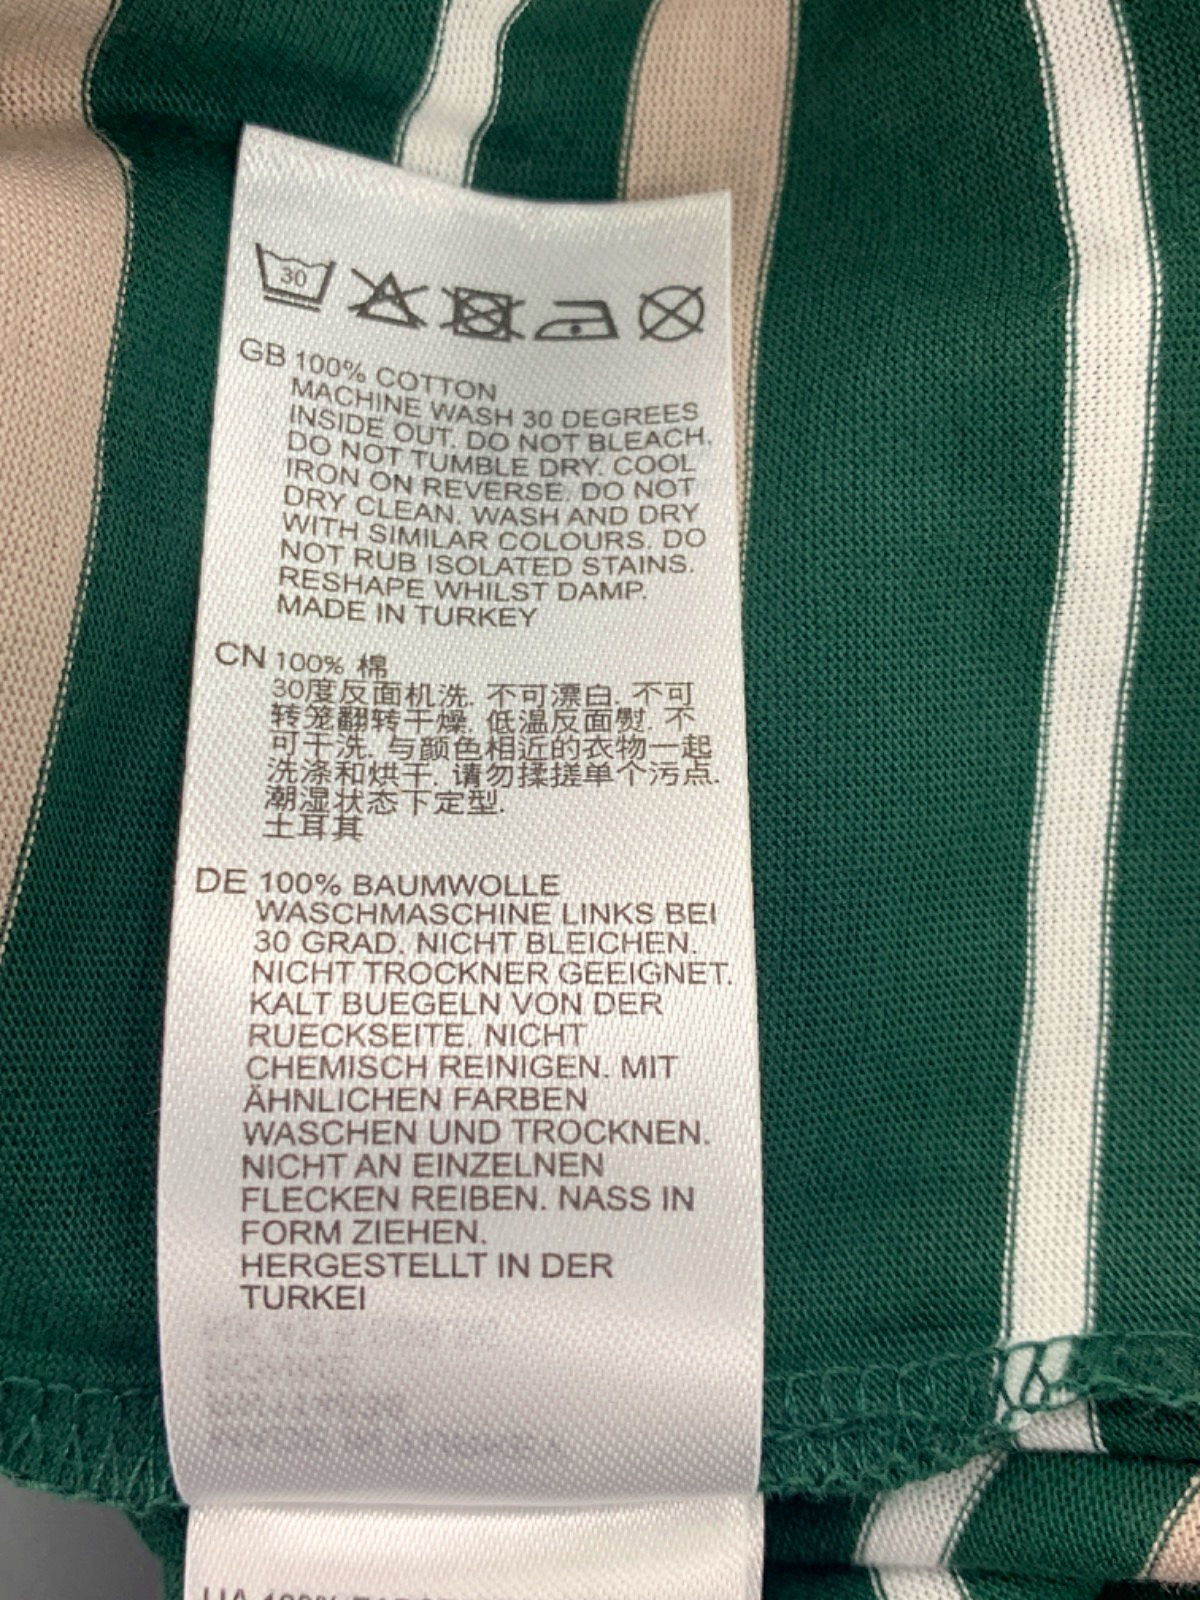 30
GB 100% COTTON
MACHINE WASH 30 DEGREES
INSIDE OUT. DO NOT BLEACH.
DO NOT TUMBLE DRY. COOL
IRON ON REVERSE. DO NOT
DRY CLEAN. WASH AND DRY
WITH SIMILAR COLOURS. DO
NOT RUB ISOLATED STAINS.
RESHAPE WHILST DAMP.
MADE IN TURKEY
CN 100% 棉
30度反面机洗. 不可漂白. 不可
转笼翻转干燥. 低温反面熨. 不
可干洗. 与颜色相近的衣物一起
洗涤和烘干. 请勿揉搓单个污点.
潮湿状态下定型.
土耳其
DE 100% BAUMWOLLE
WASCHMASCHINE LINKS BEI
30 GRAD. NICHT BLEICHEN.
NICHT TROCKNER GEEIGNET.
KALT BUEGELN VON DER
RUECKSEITE. NICHT
CHEMISCH REINIGEN. MIT
ÄHNLICHEN FARBEN
WASCHEN UND TROCKNEN.
NICHT AN EINZELNEN
FLECKEN REIBEN. NASS IN
FORM ZIEHEN.
HERGESTELLT IN DER
TURKEI
UA 100%